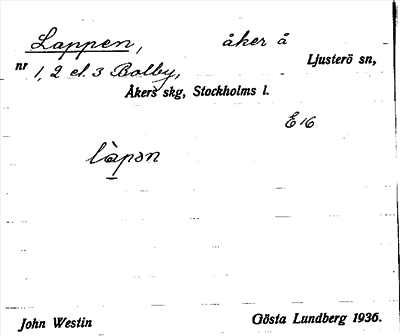 Lappen, åker å
Ljusterö sn,
nr 1, 2 el. 3 Bolby,
Åkers skg, Stockholms l.
E16
làpən
John Westin Gösta Lundberg 1936.